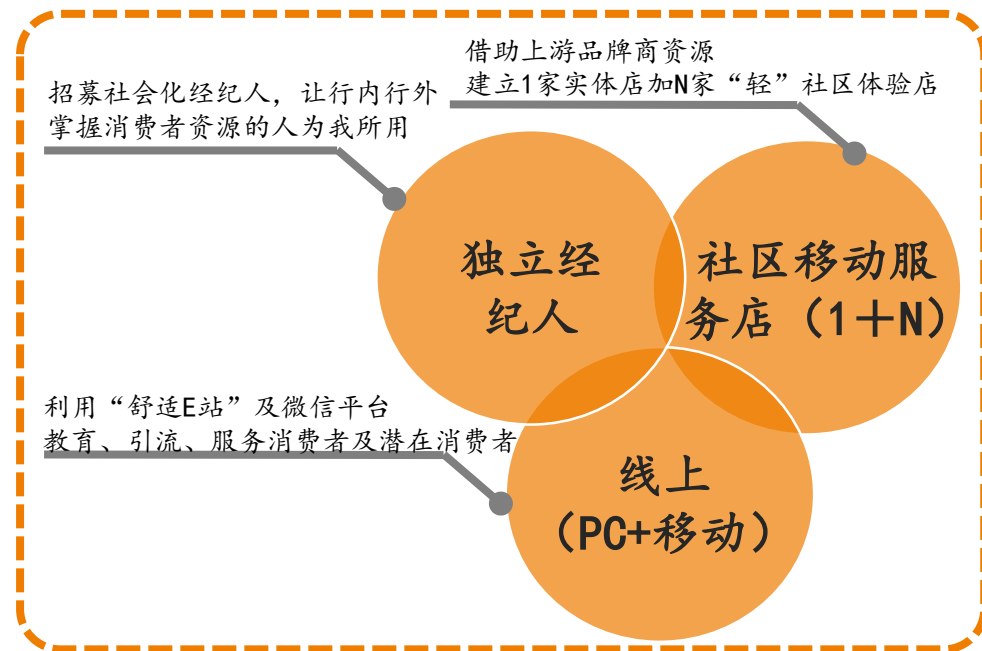 借助上游品牌商资源
建立1家实体店加N家“轻”社区体验店
招募社会化经纪人，让行内行外
掌握消费者资源的人为我所用
独立经
纪人
社区移动服
务店（1＋N）
利用“舒适E站”及微信平台
教育、引流、服务消费者及潜在消费者
线上
（PC+移动）